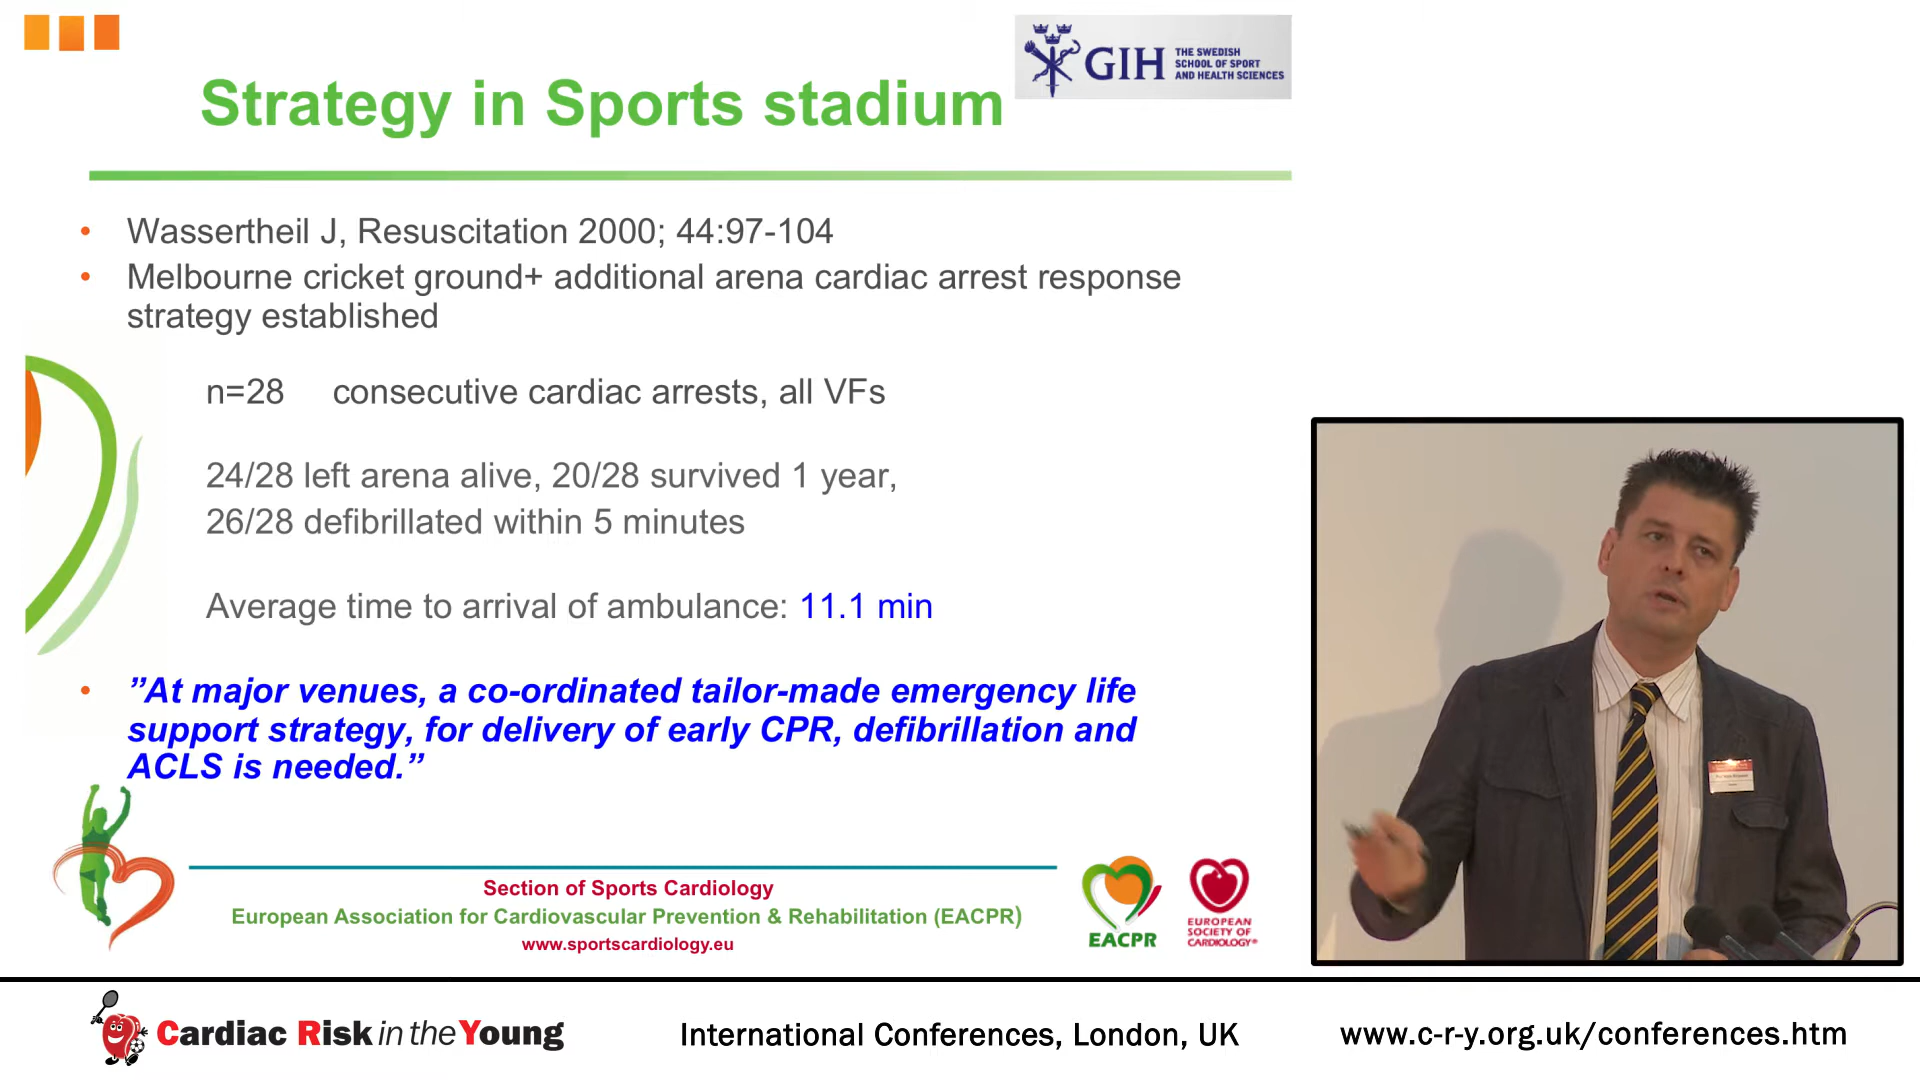 GIH
THE SWEDISH
SCHOOL OF SPORT
AND HEALTH SCIENCES
Strategy in Sports stadium
• Wassertheil J, Resuscitation 2000; 44:97-104
• Melbourne cricket ground+ additional arena cardiac arrest response
strategy established
n=28 consecutive cardiac arrests, all VFs
24/28 left arena alive, 20/28 survived 1 year,
26/28 defibrillated within 5 minutes
Average time to arrival of ambulance: 11.1 min
• ”At major venues, a co-ordinated tailor-made emergency life
support strategy, for delivery of early CPR, defibrillation and
ACLS is needed.”
Section of Sports Cardiology
European Association for Cardiovascular Prevention & Rehabilitation (EACPR)
www.sportscardiology.eu
EACPR
EUROPEAN
SOCIETY OF
CARDIOLOGY®
Cardiac Risk in the Young
International Conferences, London, UK
www.c-r-y.org.uk/conferences.htm